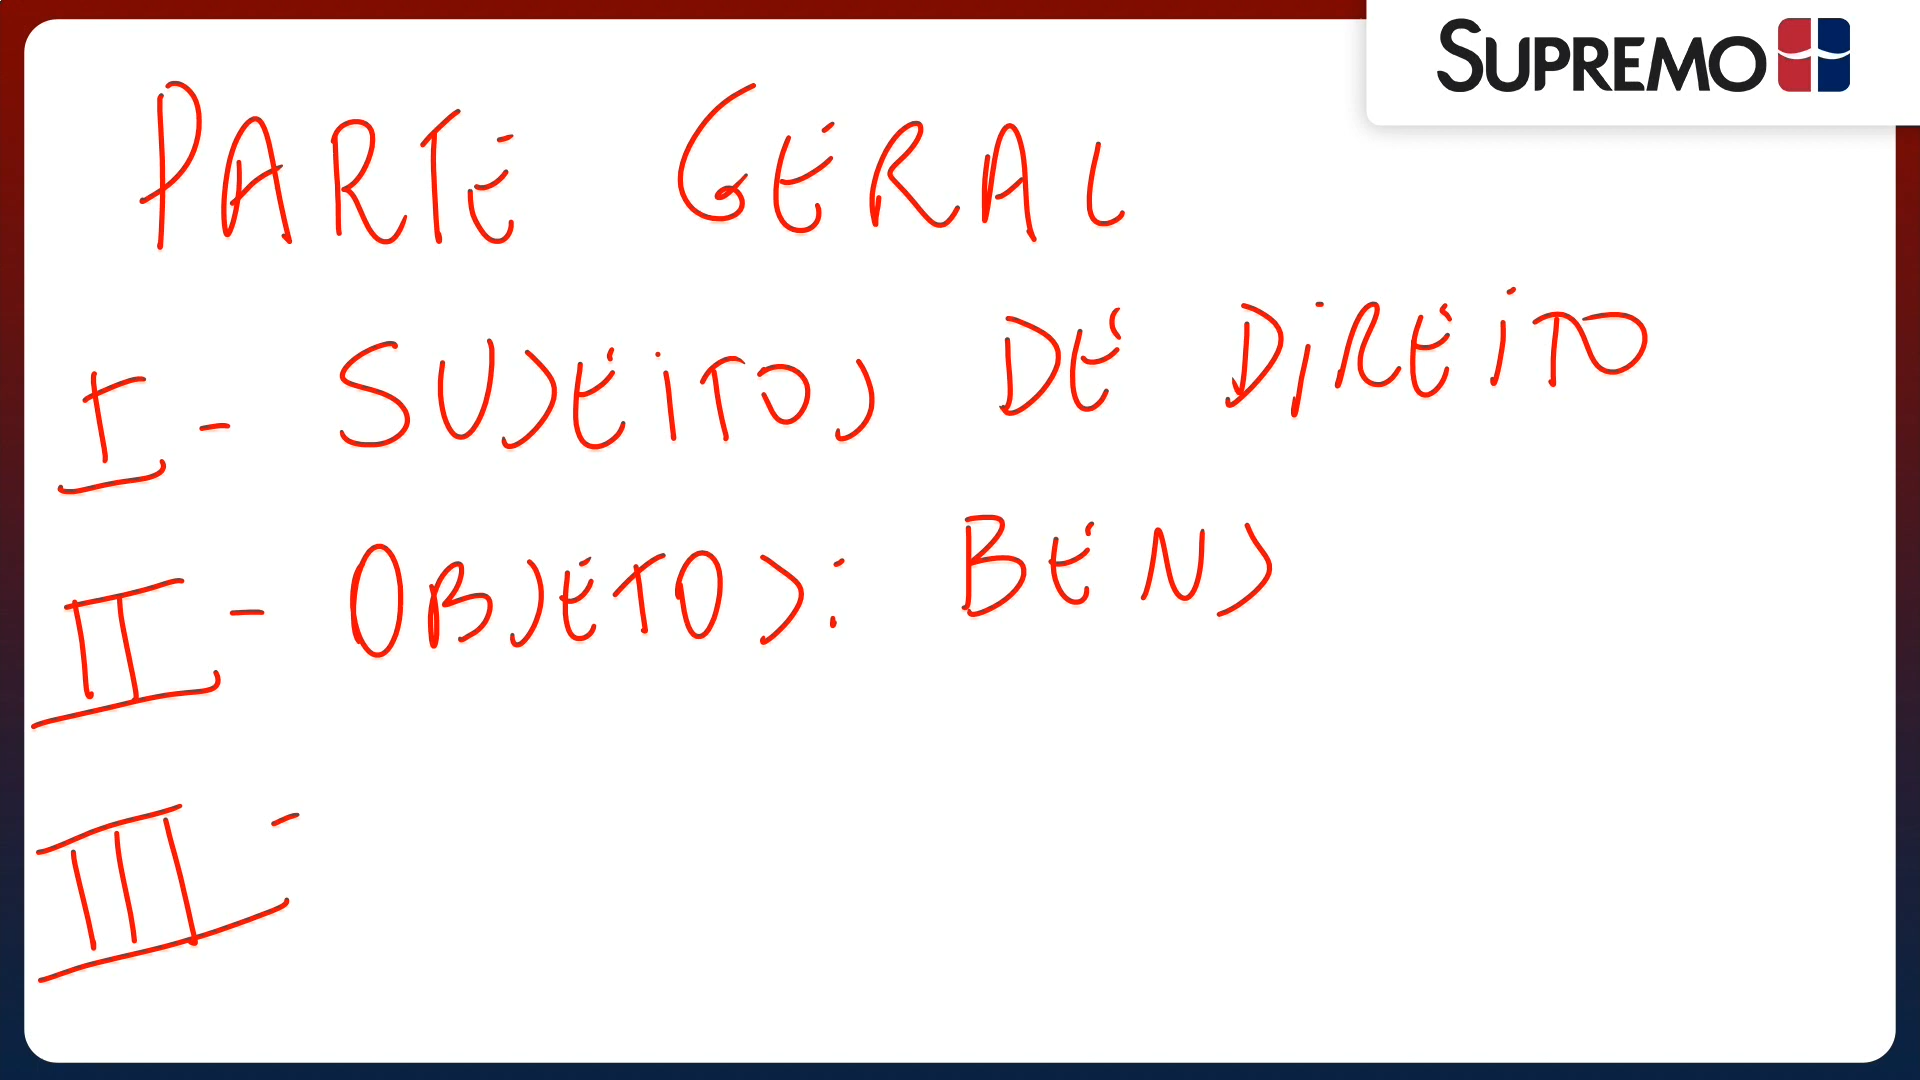 SUPREMO
PARTE GERAL
I - SUJEITOS DE DIREITO
II - OBJETOS: BENS
III -